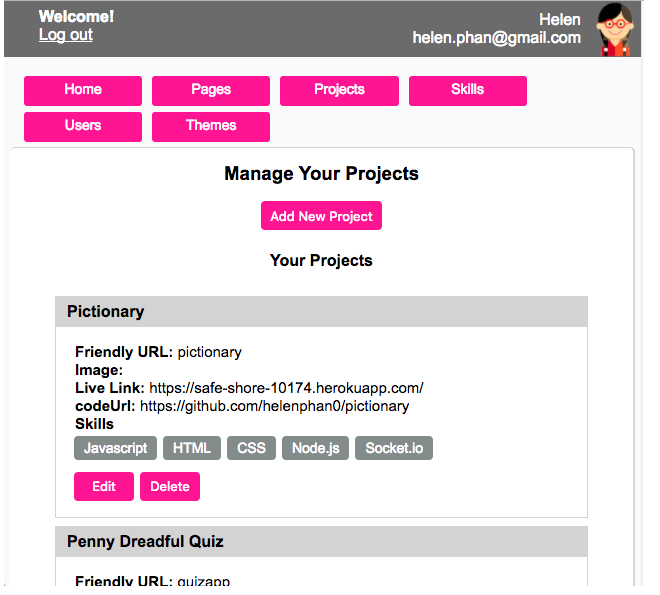 Welcome!
Log out
Helen
helen.phan@gmail.com
Home Pages Projects Skills
Users Themes
Manage Your Projects
Add New Project
Your Projects
Pictionary
Friendly URL: pictionary
Image:
Live Link: https://safe-shore-10174.herokuapp.com/
codeUrl: https://github.com/helenphan0/pictionary
Skills
Javascript HTML CSS Node.js Socket.io
Edit Delete
Penny Dreadful Quiz
Friendly URL: quizapp